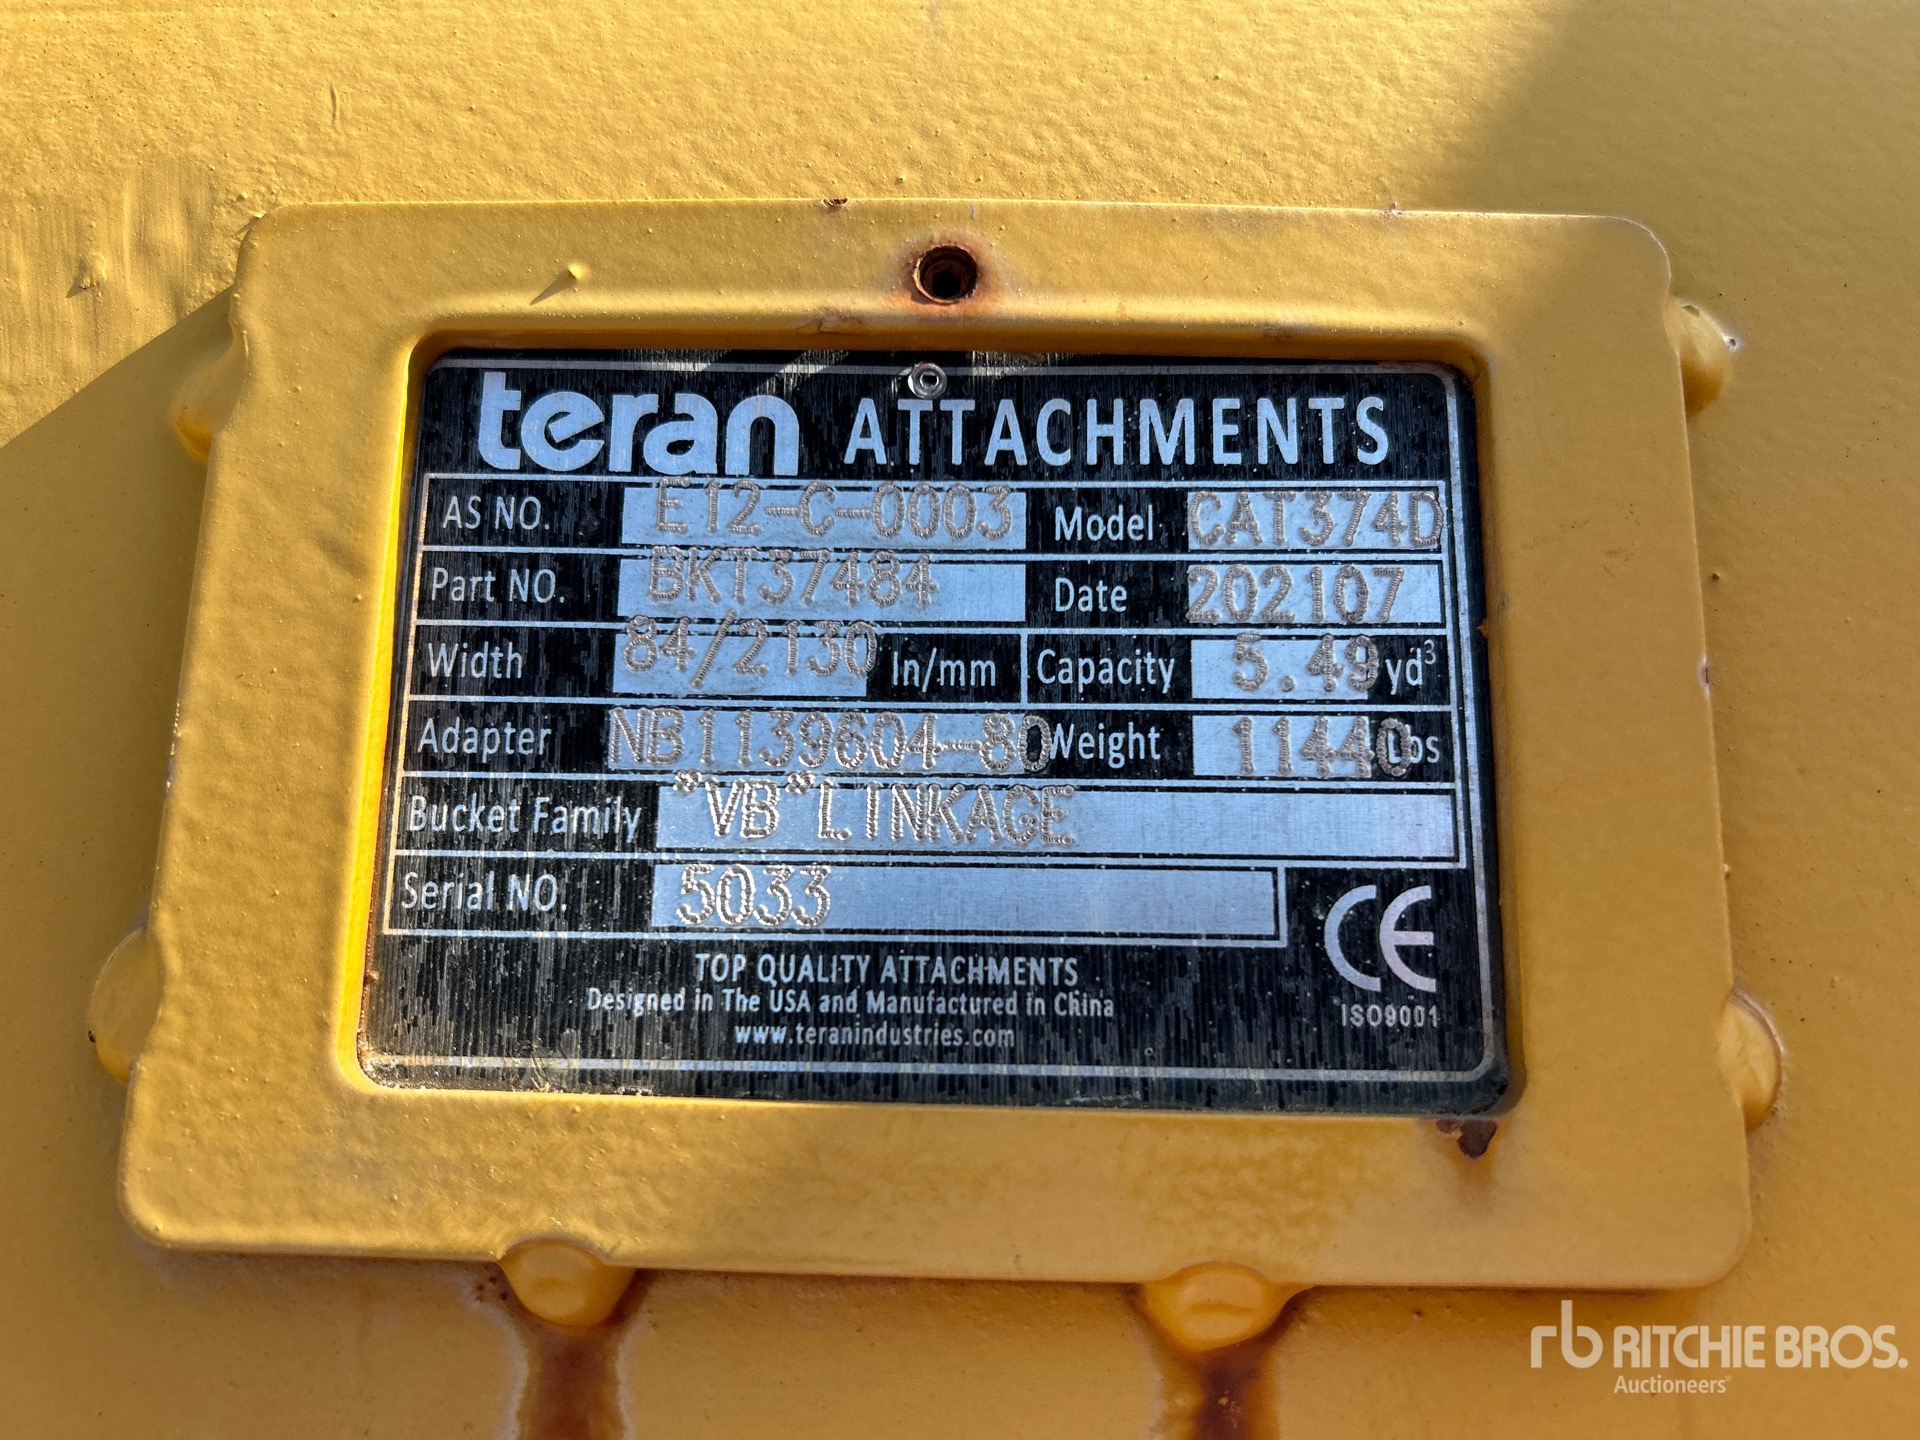 teran ATTACHMENTS
AS NO. E12-C-0003 Model CAT374D
Part NO. BKT37484 Date 202107
Width 84/2130 In/mm Capacity 5.49 yd³
Adapter NB1139604-80 Weight 11440 Lbs
Bucket Family "VB"LINKAGE
Serial NO. 5033
CE
TOP QUALITY ATTACHMENTS
Designed in The USA and Manufactured in China
www.teranindustries.com
ISO9001
rb RITCHIE BROS.
Auctioneers